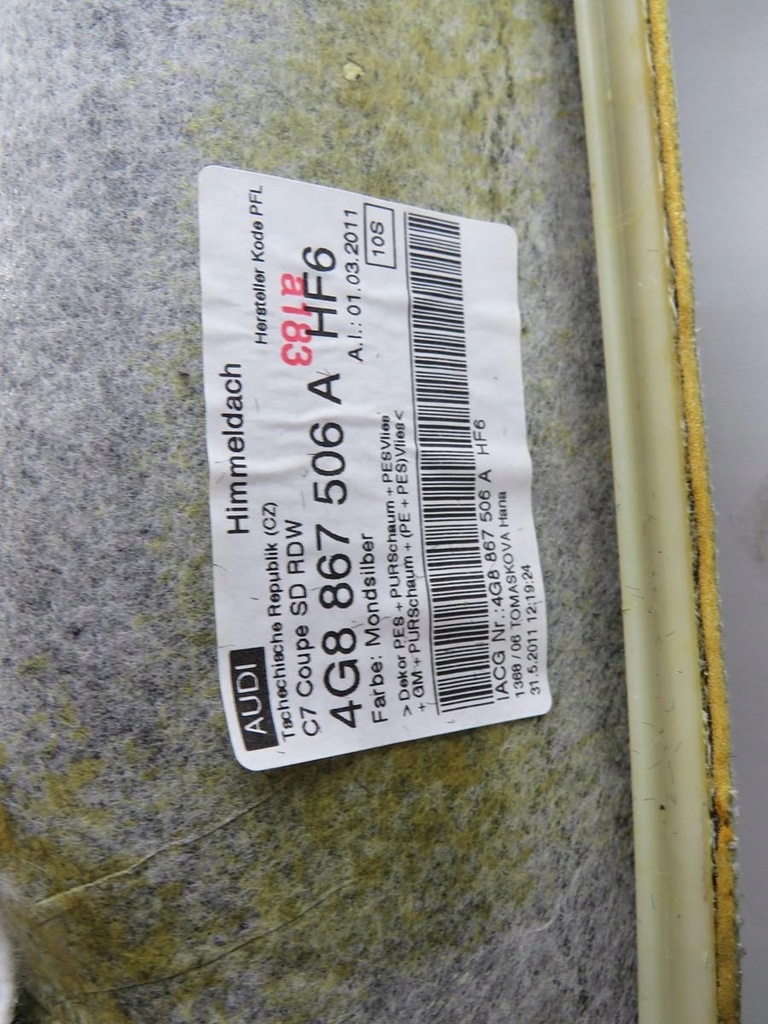 AUDI Himmeldach
Tschechische Republik (CZ) Hersteller Kode PFL
C7 Coupe SD RDW a183
4G8 867 506 A HF6
Farbe: Mondsilber A.I.: 01.03.2011
> Dekor PES + PURSchaum + PESVlies 10S
+ GM + PURSchaum + (PE + PES)Vlies <
IACG Nr.:4G8 867 506 A HF6
1369 / 06 TOMASKOVA Hana
31.5.2011 12:19:24